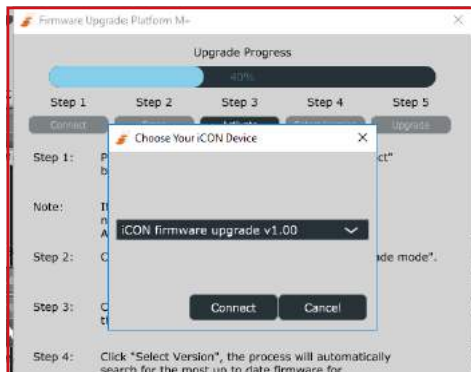 Firmware Upgrade: Platform M+
Upgrade Progress
40%
Step 1 Step 2 Step 3 Step 4 Step 5
Connect Upgrade
Choose Your iCON Device
Step 1:
Note:
iCON firmware upgrade v1.00
Step 2: de mode".
Step 3:
Connect Cancel
Step 4: Click "Select Version", the process will automatically
search for the most up to date firmware for